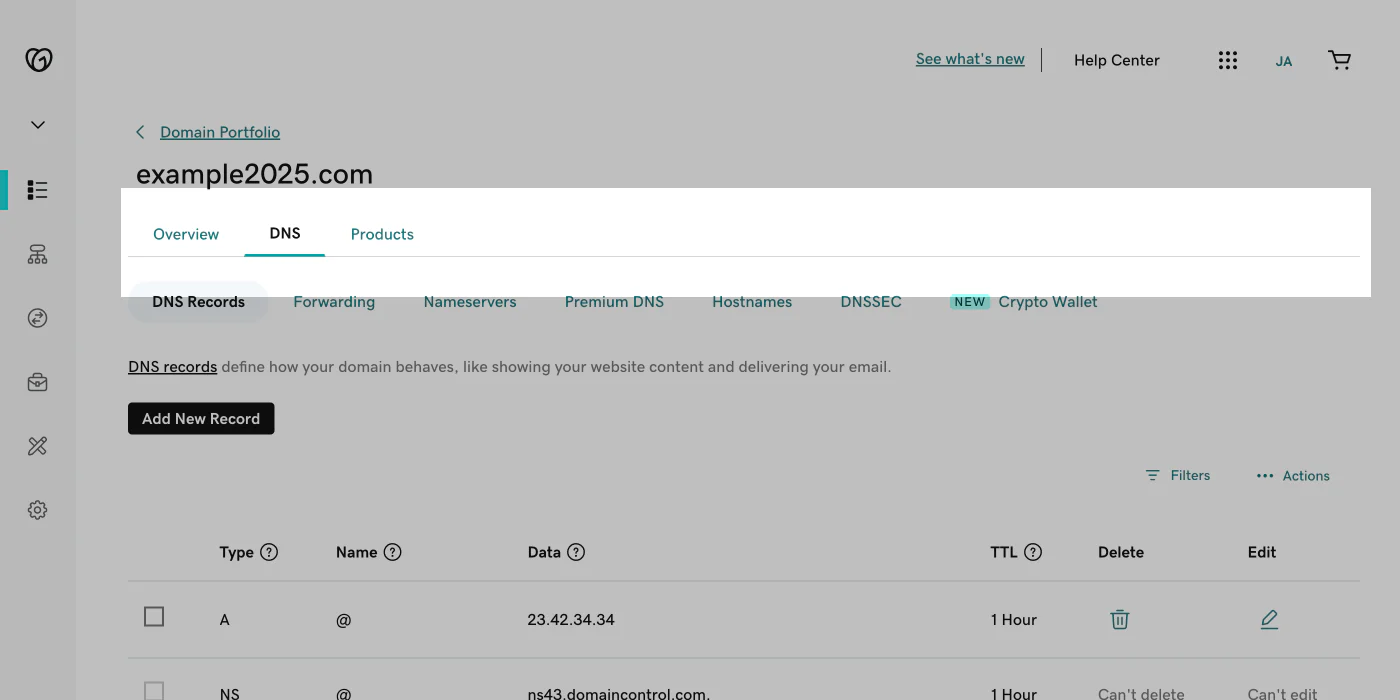 See what's new
Help Center
JA
Domain Portfolio
example2025.com
Overview DNS Products
DNS Records Forwarding Nameservers Premium DNS Hostnames DNSSEC NEW Crypto Wallet
DNS records define how your domain behaves, like showing your website content and delivering your email.
Add New Record
Filters ••• Actions
Type ? Name ? Data ? TTL ? Delete Edit
A @ 23.42.34.34 1 Hour
NS @ ns43.domaincontrol.com. 1 Hour Can't delete Can't edit